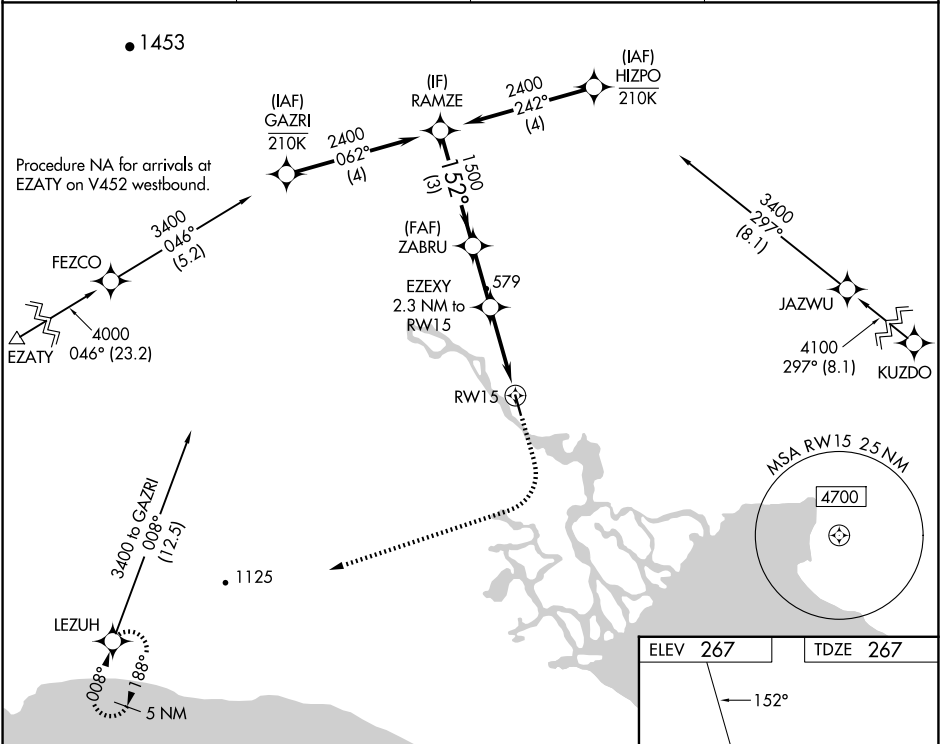 1453
(IAF)
GAZRI
210K
2400
062°
(4)
(IF)
RAMZE
2400
242°
(4)
(IAF)
HIZPO
210K
Procedure NA for arrivals at
EZATY on V452 westbound.
3400
046°
(5.2)
FEZCO
4000
046° (23.2)
EZATY
1500
152°
(3)
(FAF)
ZABRU
579
EZEXY
2.3 NM to
RW15
RW15
3400
297°
(8.1)
JAZWU
4100
297° (8.1)
KUZDO
MSA RW15 25 NM
4700
3400 to GAZRI
008°
(12.5)
1125
LEZUH
008°
188°
5 NM
ELEV 267
TDZE 267
152°